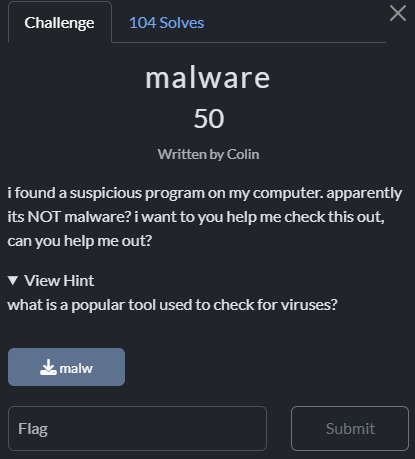 Challenge
104 Solves
malware
50
Written by Colin
i found a suspicious program on my computer. apparently
its NOT malware? i want to you help me check this out,
can you help me out?
▼ View Hint
what is a popular tool used to check for viruses?
malw
Flag
Submit